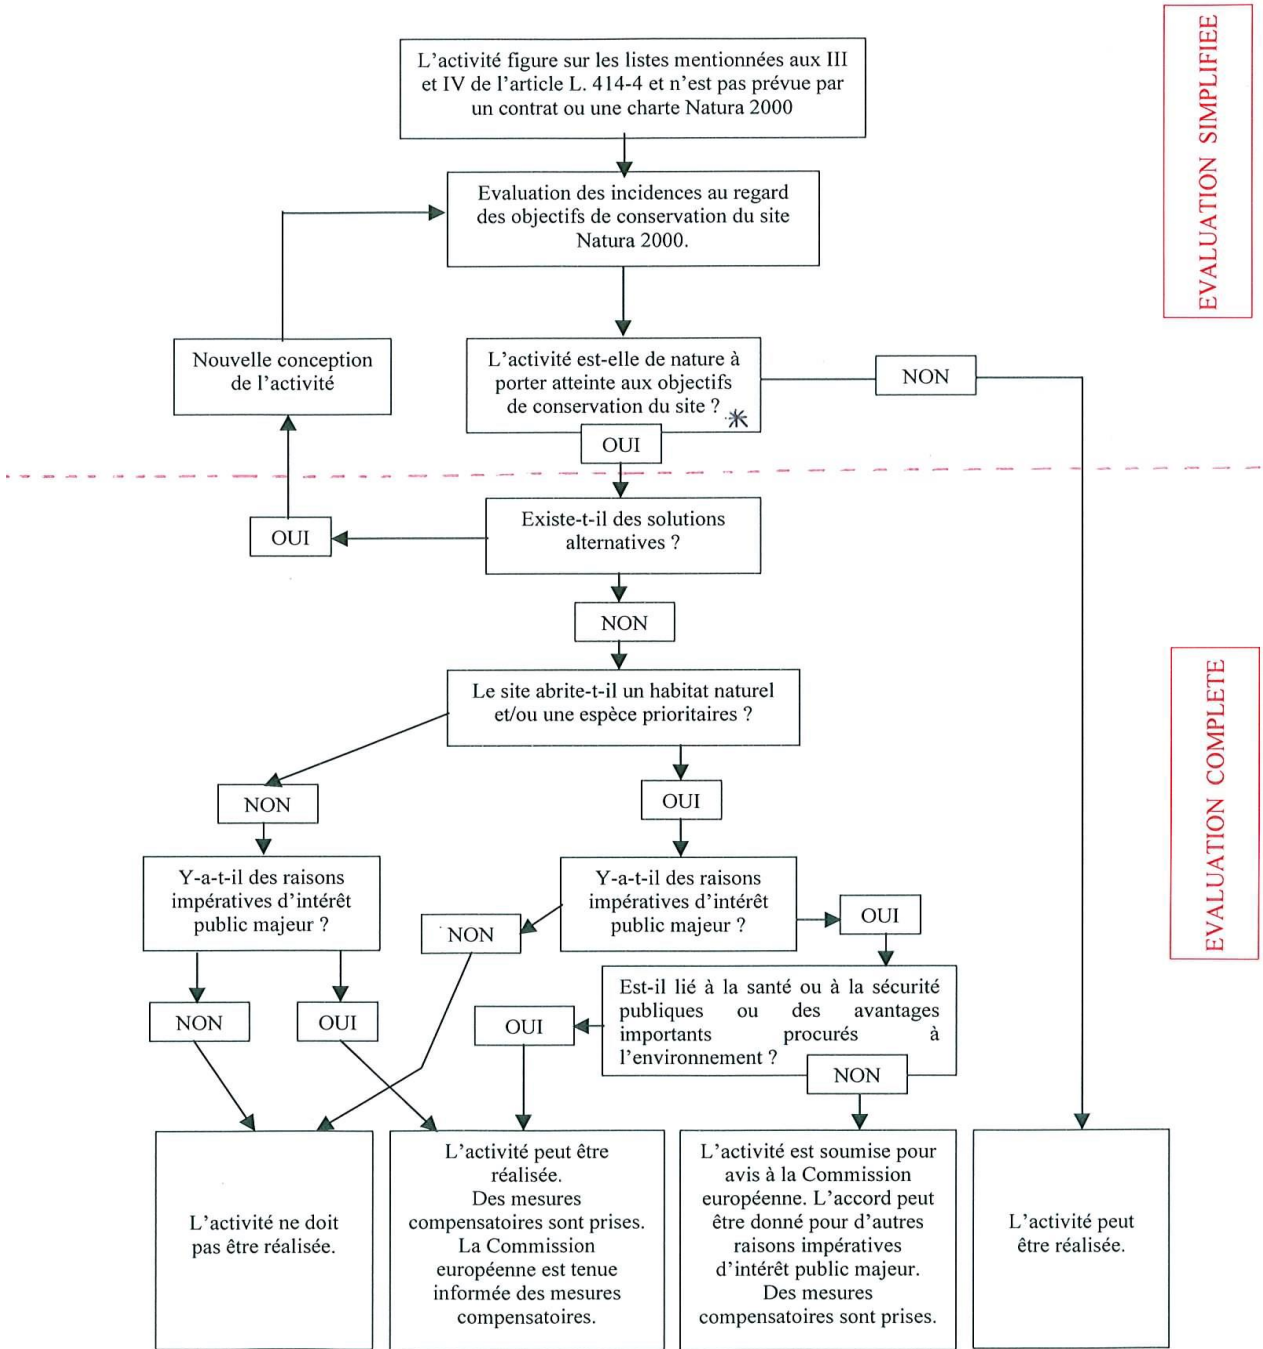 EVALUATION SIMPLIFIEE
L'activité figure sur les listes mentionnées aux III
et IV de l'article L. 414-4 et n'est pas prévue par
un contrat ou une charte Natura 2000
Evaluation des incidences au regard
des objectifs de conservation du site
Natura 2000.
Nouvelle conception
de l'activité
L'activité est-elle de nature à
porter atteinte aux objectifs
de conservation du site ? *
NON
OUI
Existe-t-il des solutions
alternatives ?
OUI
NON
Le site abrite-t-il un habitat naturel
et/ou une espèce prioritaires ?
EVALUATION COMPLETE
NON
OUI
Y-a-t-il des raisons
impératives d'intérêt
public majeur ?
Y-a-t-il des raisons
impératives d'intérêt
public majeur ?
OUI
NON
Est-il lié à la santé ou à la sécurité
publiques ou des avantages
importants procurés à
l'environnement ?
NON
OUI
OUI
NON
L'activité ne doit
pas être réalisée.
L'activité peut être
réalisée.
Des mesures
compensatoires sont prises.
La Commission
européenne est tenue
informée des mesures
compensatoires.
L'activité est soumise pour
avis à la Commission
européenne. L'accord peut
être donné pour d'autres
raisons impératives
d'intérêt public majeur.
Des mesures
compensatoires sont prises.
L'activité peut
être réalisée.